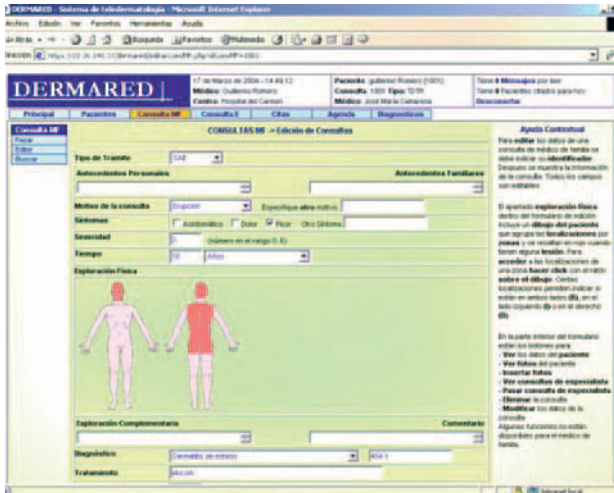 DERMARED - Sistema de teledermatología - Microsoft Internet Explorer
Archivo Edición Ver Favoritos Herramientas Ayuda
Atrás Búsqueda Favoritos Multimedia
DERMARED
17 de Marzo de 2004 - 14:49:12
Médico: Guillermo Romero
Centro: Hospital del Carmen
Paciente: guillermo Romero (1001)
Consulta: 1001 Tipo: TDTR
Médico: José María Camarona
Tiene 0 Mensajes por leer
Tiene 0 Pacientes citados para hoy
Desconectar
Principal Pacientes Consulta MF Consulta E Citas Agenda Diagnosticos
Consulta MF
Pasar
Editar
Buscar
CONSULTAS MF -> Edición de Consultas
Tipo de Trámite
Antecedentes Personales Antecedentes Familiares
Motivo de la consulta Erupción Especifique otro motivo
Síntomas Asintomático Dolor Picor Otro Síntoma
Severidad (número en el rango 0..6)
Tiempo 10 Años
Exploración Física
Exploración Complementaria Comentario
Diagnóstico Dermatitis de estasis 454.1
Tratamiento
Ayuda Contextual
Para editar los datos de una
consulta de médico de familia se
debe indicar su identificador.
Después se muestra la información
de la consulta. Todos los campos
son editables.
El apartado exploración física
dentro del formulario de edición
incluye un dibujo del paciente
que agrupa las localizaciones por
zonas y se resaltan en rojo cuando
tienen alguna lesión. Para
acceder a las localizaciones de
una zona hacer click con el ratón
sobre el dibujo. Ciertas
localizaciones permiten indicar si
están en ambos lados (B), en el
lado izquierdo (I) o en el derecho
(D).
En la parte inferior del formulario
están los botones para:
- Ver los datos del paciente
- Ver fotos del paciente
- Insertar fotos
- Ver consultas de especialista
- Pasar consulta de especialista
- Eliminar la consulta
- Modificar los datos de la
consulta
Algunas funciones no están
disponibles para el médico de
familia.
Intranet local